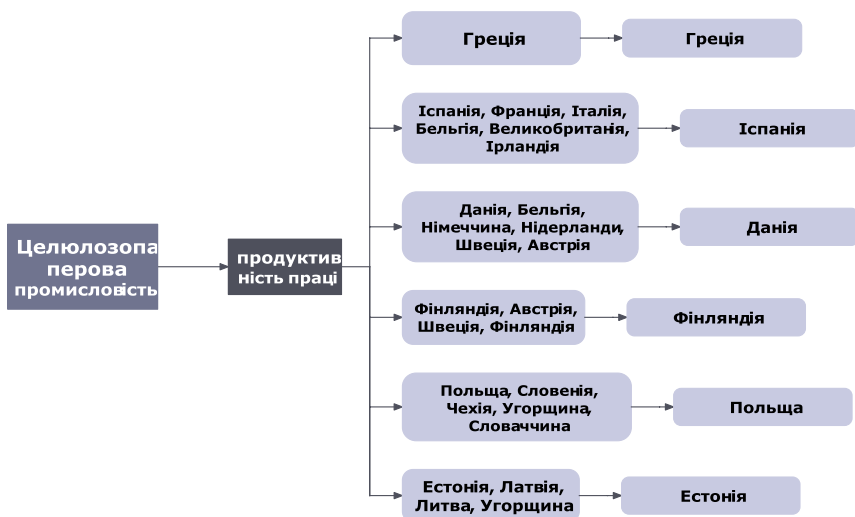 Целюлозопа
перова
промисловість
продуктив
ність праці
Греція
Греція
Іспанія, Франція, Італія,
Бельгія, Великобританія,
Ірландія
Іспанія
Данія, Бельгія,
Німеччина, Нідерланди,
Швеція, Австрія
Данія
Фінляндія, Австрія,
Швеція, Фінляндія
Фінляндія
Польща, Словенія,
Чехія, Угорщина,
Словаччина
Польща
Естонія, Латвія,
Литва, Угорщина
Естонія